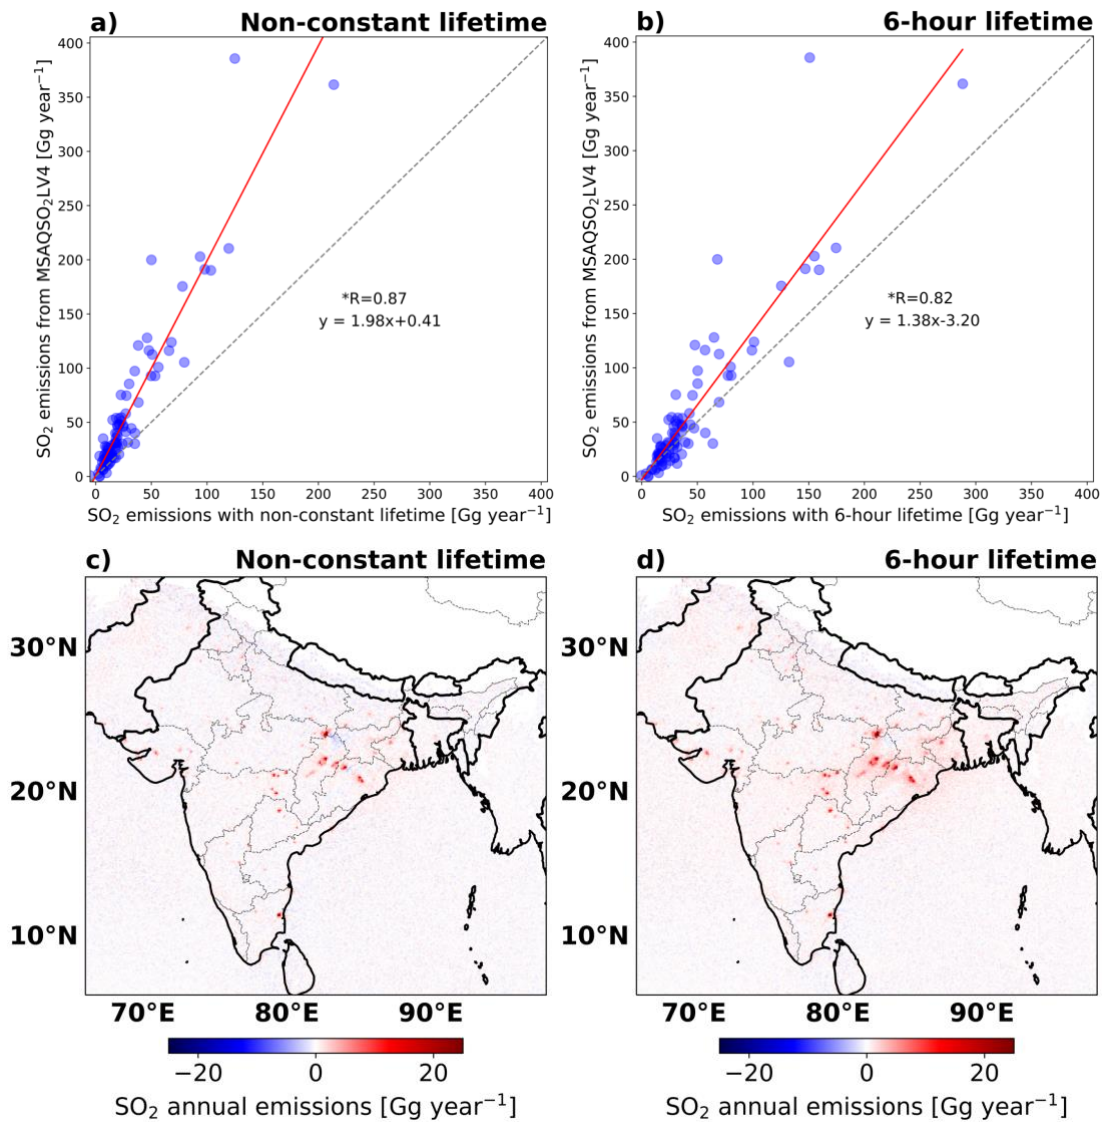 a) Non-constant lifetime
SO₂ emissions from MSAQSO₂LV4 [Gg year⁻¹]
400
350
300
250
200
150
100
50
0
*R=0.87
y = 1.98x+0.41
0 50 100 150 200 250 300 350 400
SO₂ emissions with non-constant lifetime [Gg year⁻¹]
b) 6-hour lifetime
SO₂ emissions from MSAQSO₂LV4 [Gg year⁻¹]
400
350
300
250
200
150
100
50
0
*R=0.82
y = 1.38x-3.20
0 50 100 150 200 250 300 350 400
SO₂ emissions with 6-hour lifetime [Gg year⁻¹]
c) Non-constant lifetime
30°N
20°N
10°N
70°E 80°E 90°E
−20 0 20
SO₂ annual emissions [Gg year⁻¹]
d) 6-hour lifetime
30°N
20°N
10°N
70°E 80°E 90°E
−20 0 20
SO₂ annual emissions [Gg year⁻¹]